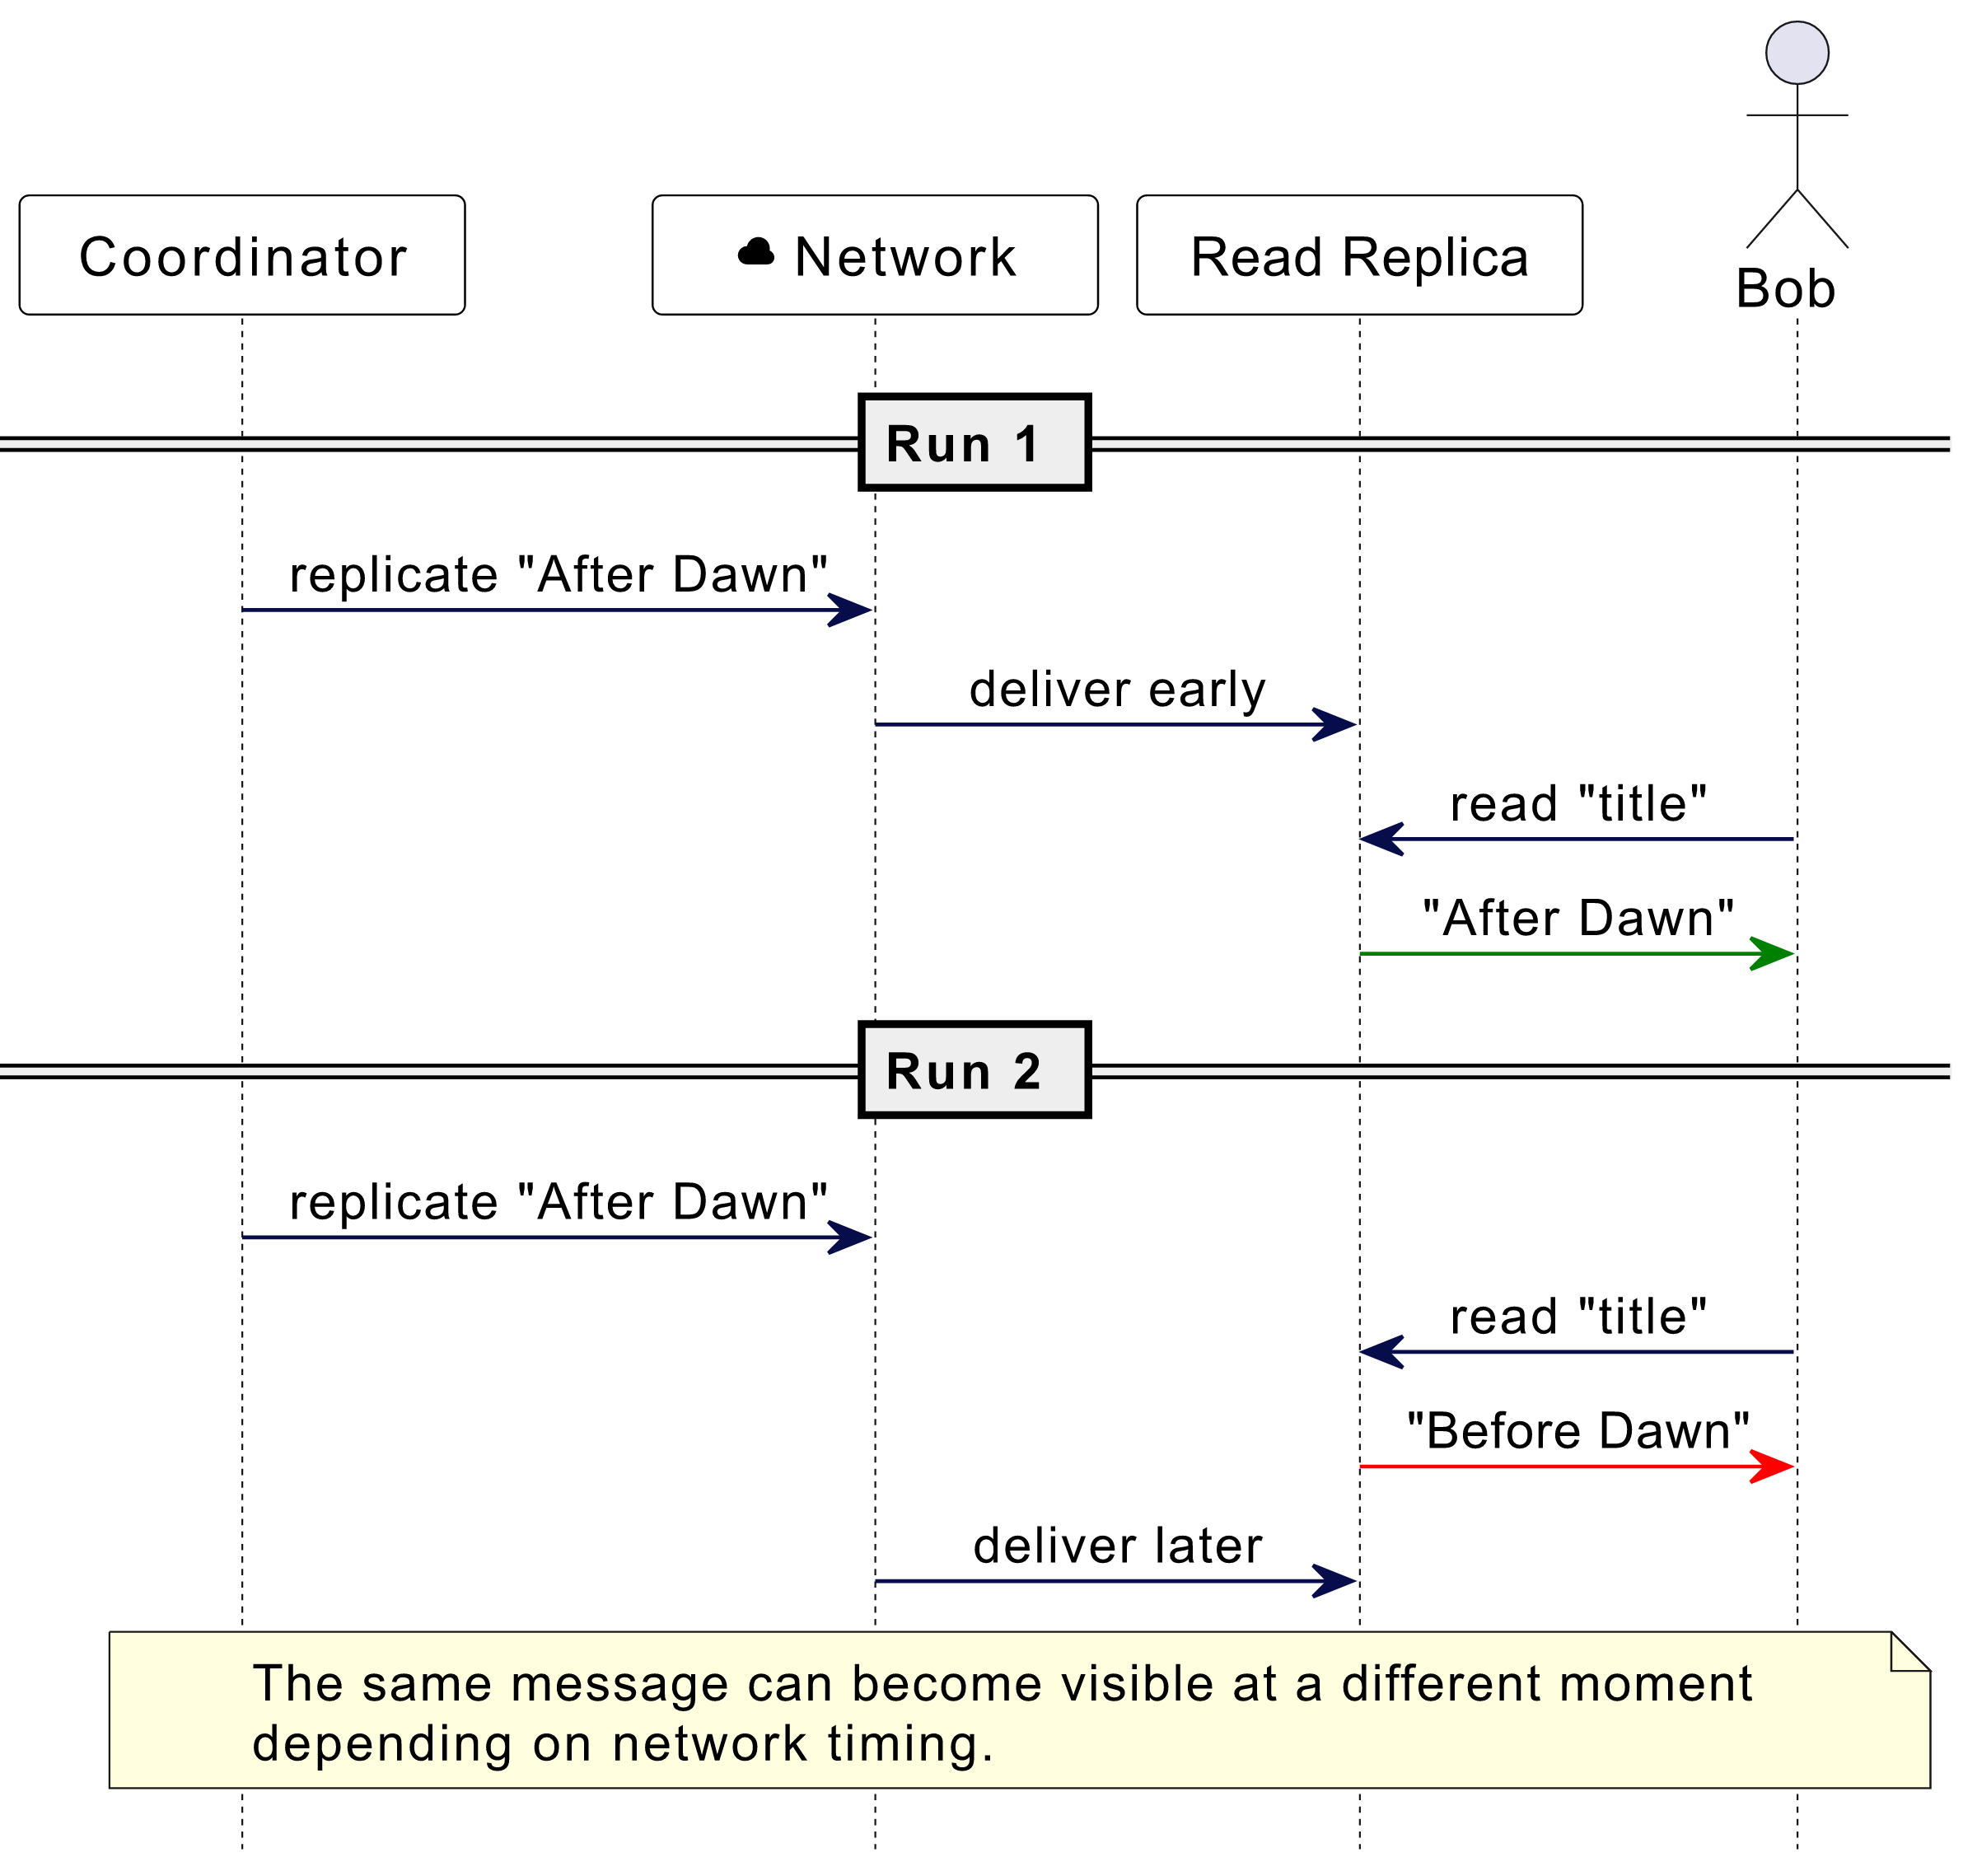 Coordinator
Network
Read Replica
Bob
Run 1
replicate "After Dawn"
deliver early
read "title"
"After Dawn"
Run 2
replicate "After Dawn"
read "title"
"Before Dawn"
deliver later
The same message can become visible at a different moment
depending on network timing.